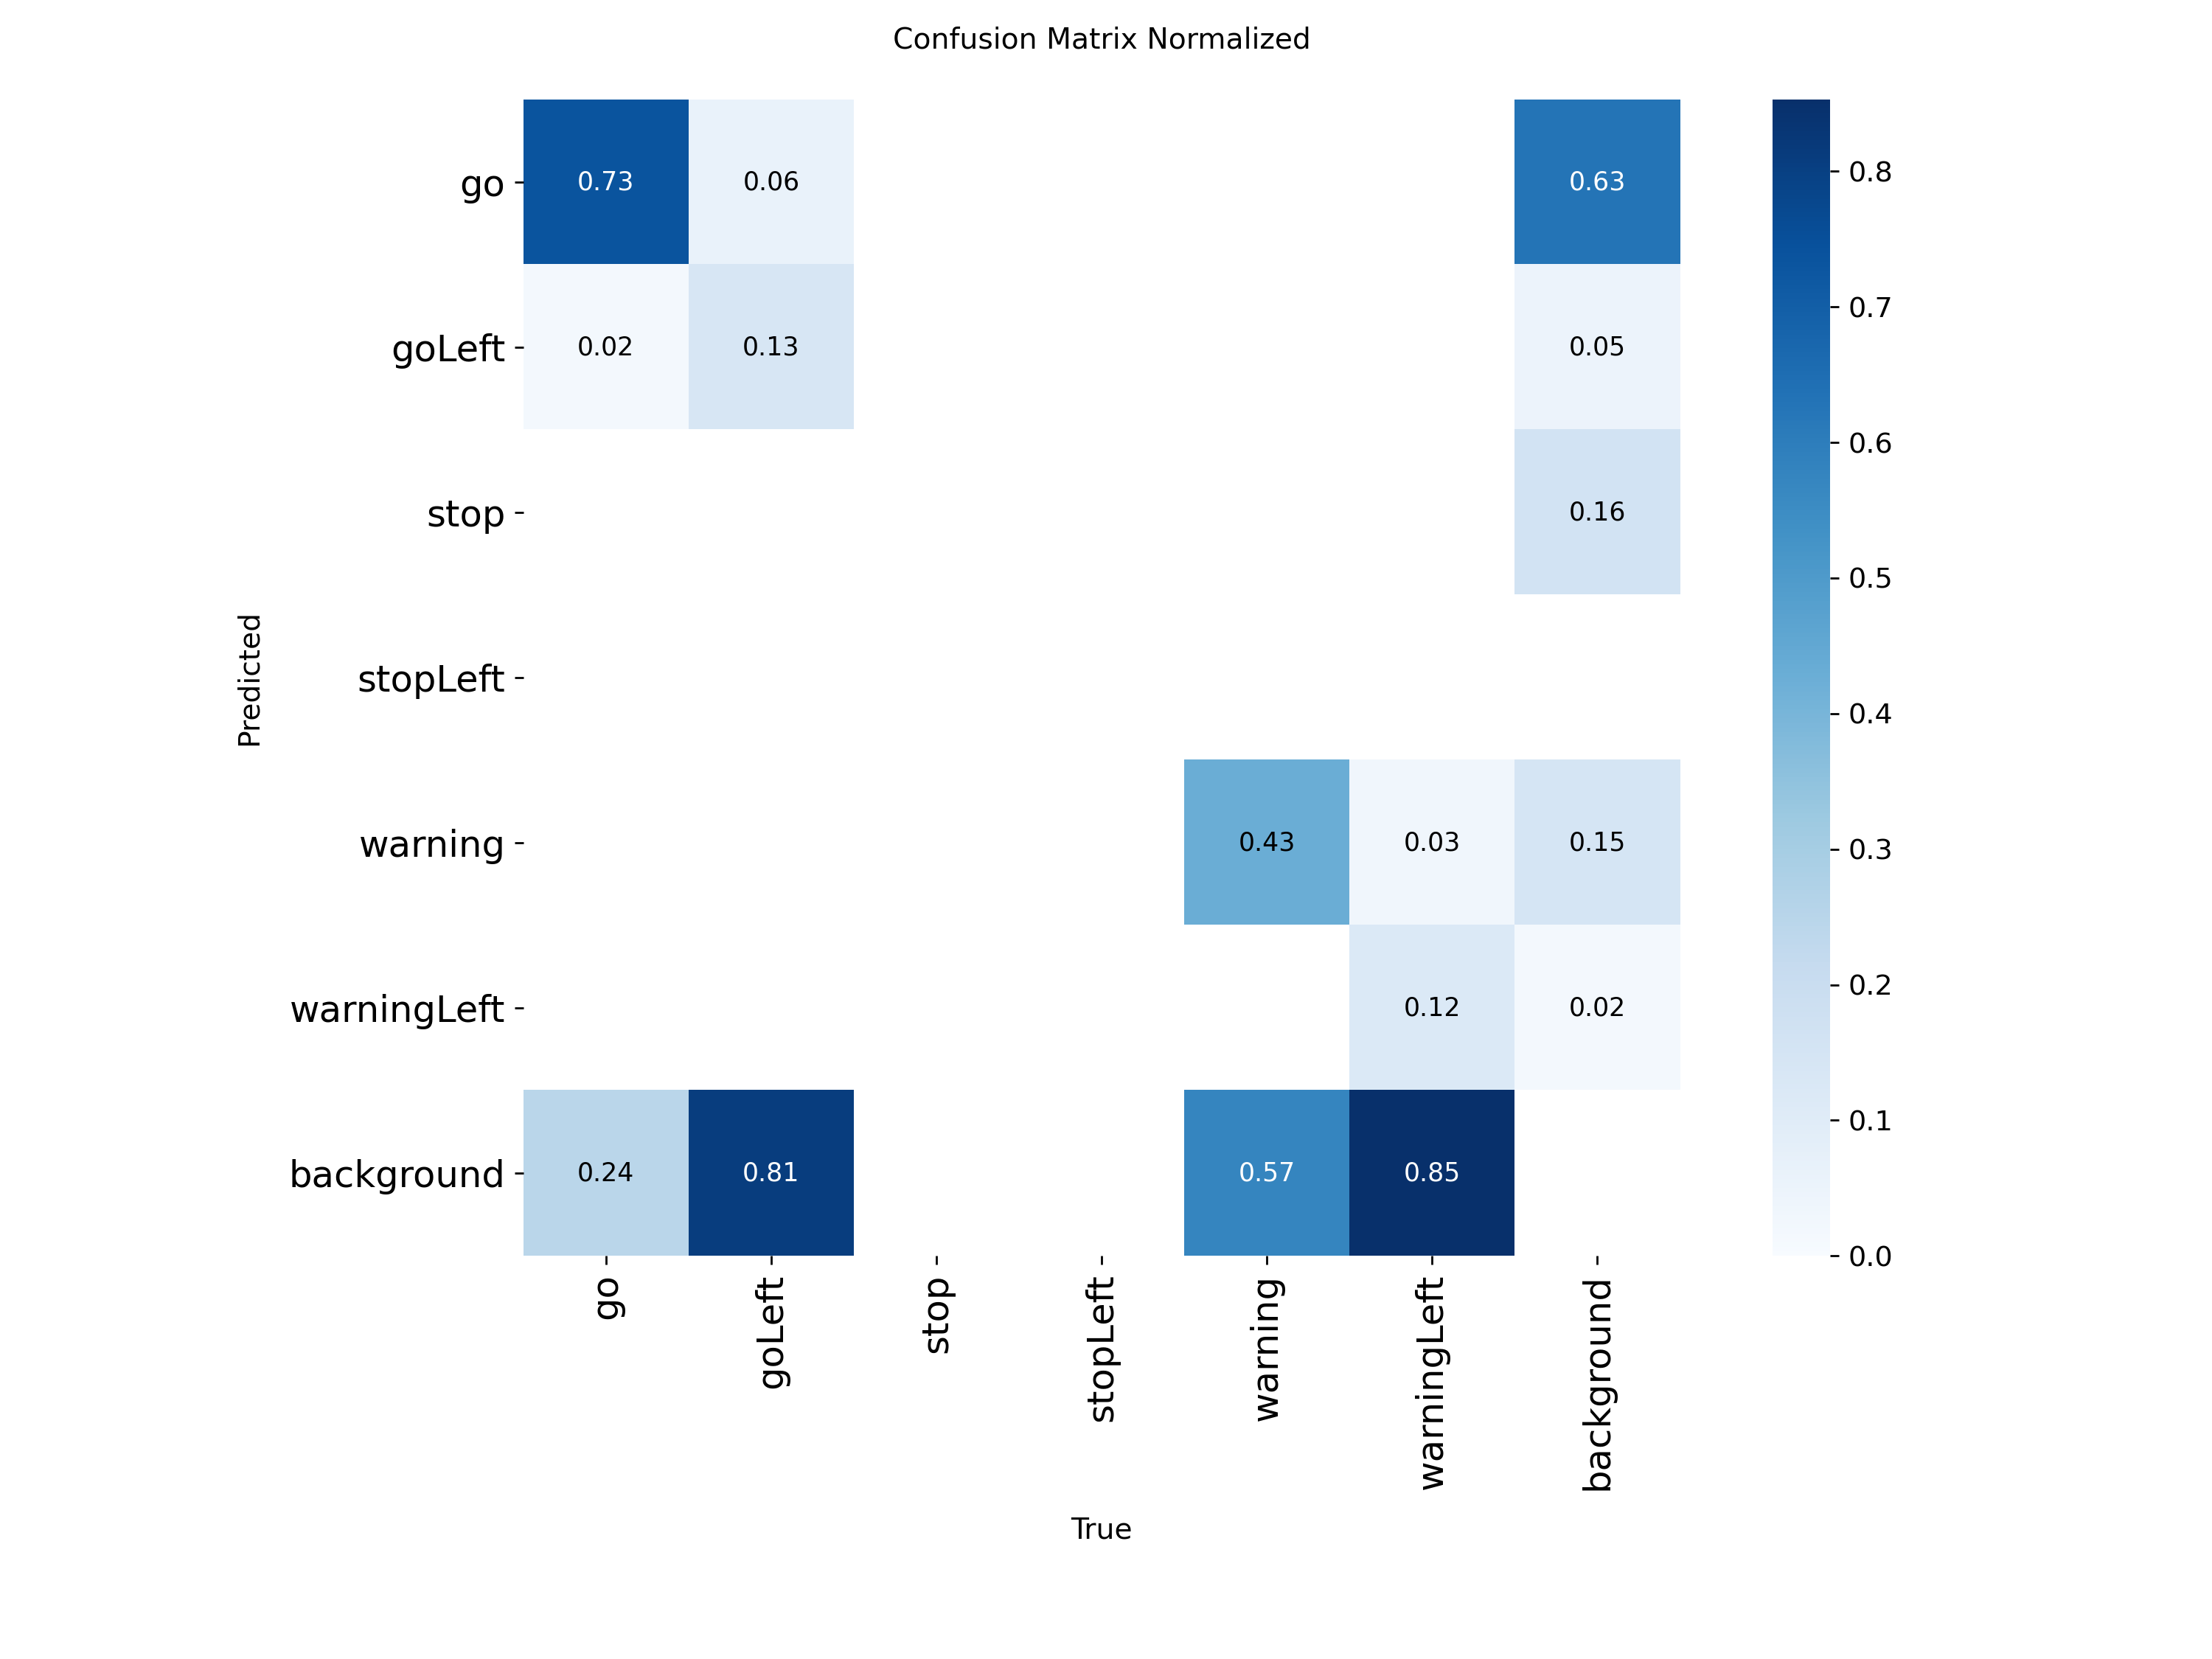 Confusion Matrix Normalized
go
0.73
0.06
0.63
0.8
0.7
goLeft
0.02
0.13
0.05
0.6
stop
0.16
0.5
Predicted
stopLeft
0.4
warning
0.43
0.03
0.15
0.3
0.2
warningLeft
0.12
0.02
0.1
background
0.24
0.81
0.57
0.85
0.0
go
goLeft
stop
stopLeft
warning
warningLeft
background
True